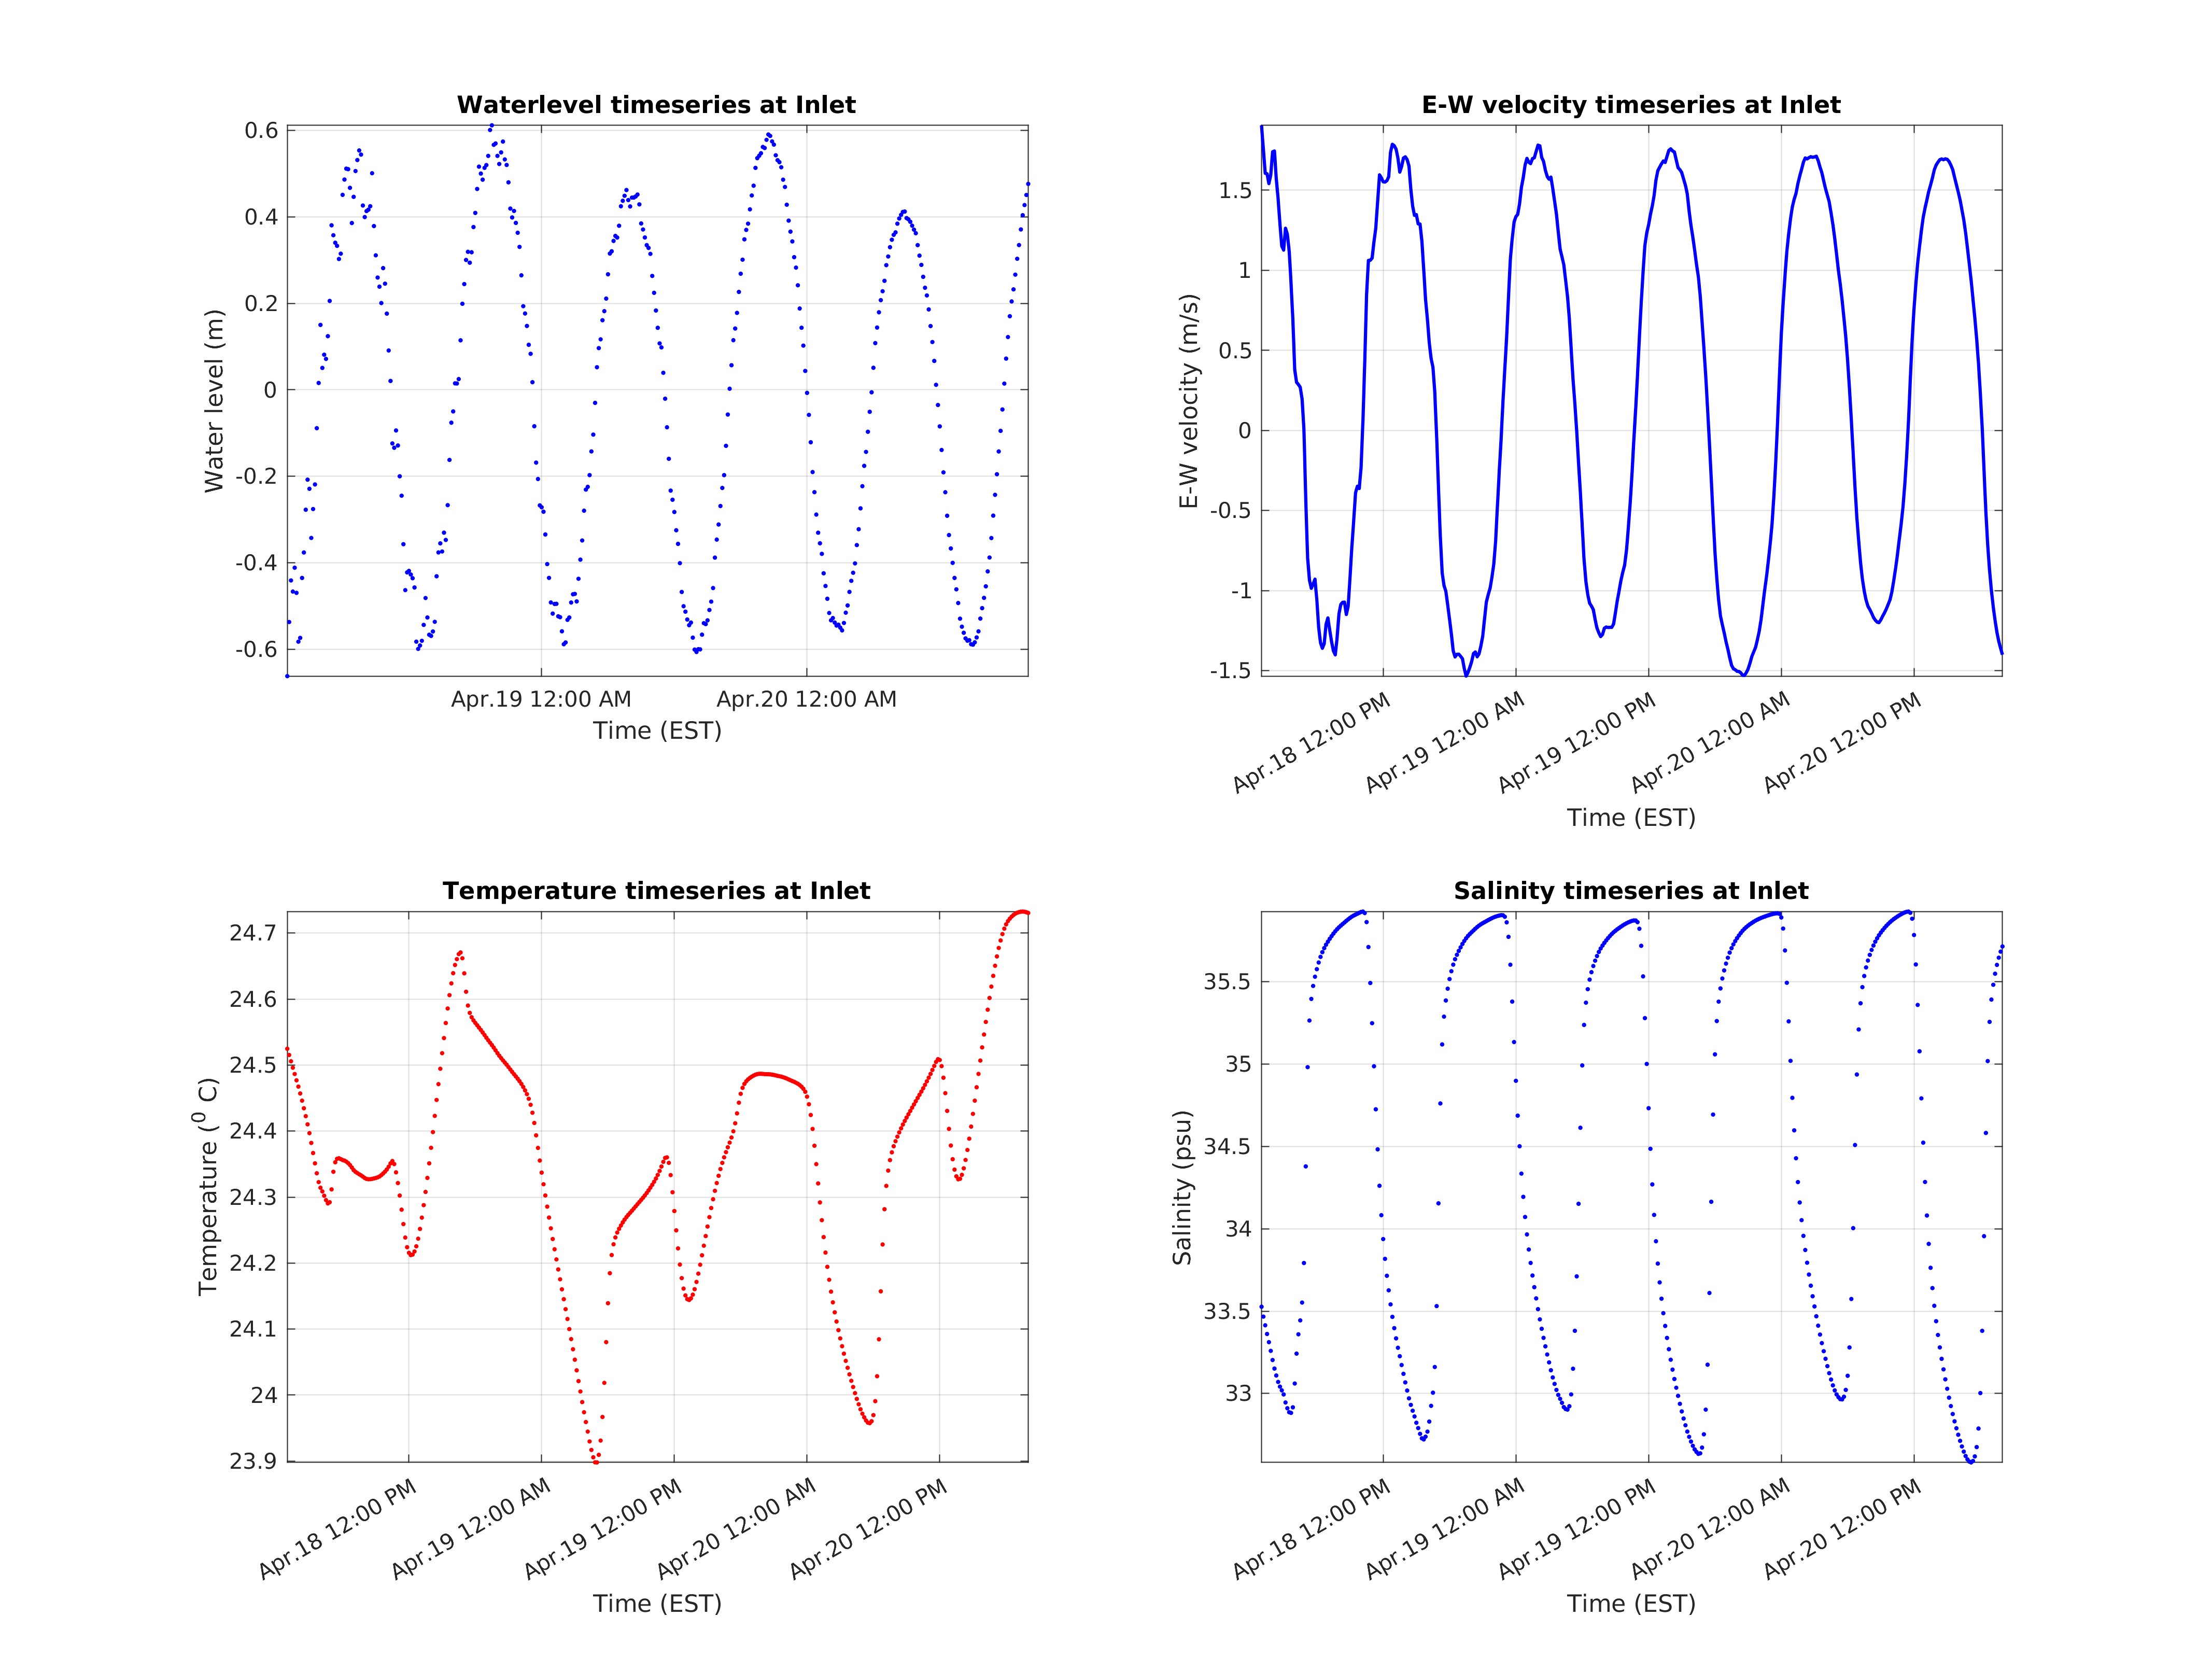 Waterlevel timeseries at Inlet
0.6
0.4
0.2
0
-0.2
-0.4
-0.6
Water level (m)
Apr.19 12:00 AM
Apr.20 12:00 AM
Time (EST)
E-W velocity timeseries at Inlet
1.5
1
0.5
0
-0.5
-1
-1.5
E-W velocity (m/s)
Apr.18 12:00 PM
Apr.19 12:00 AM
Apr.19 12:00 PM
Apr.20 12:00 AM
Apr.20 12:00 PM
Time (EST)
Temperature timeseries at Inlet
24.7
24.6
24.5
24.4
24.3
24.2
24.1
24
23.9
Temperature (⁰ C)
Apr.18 12:00 PM
Apr.19 12:00 AM
Apr.19 12:00 PM
Apr.20 12:00 AM
Apr.20 12:00 PM
Time (EST)
Salinity timeseries at Inlet
35.5
35
34.5
34
33.5
33
Salinity (psu)
Apr.18 12:00 PM
Apr.19 12:00 AM
Apr.19 12:00 PM
Apr.20 12:00 AM
Apr.20 12:00 PM
Time (EST)